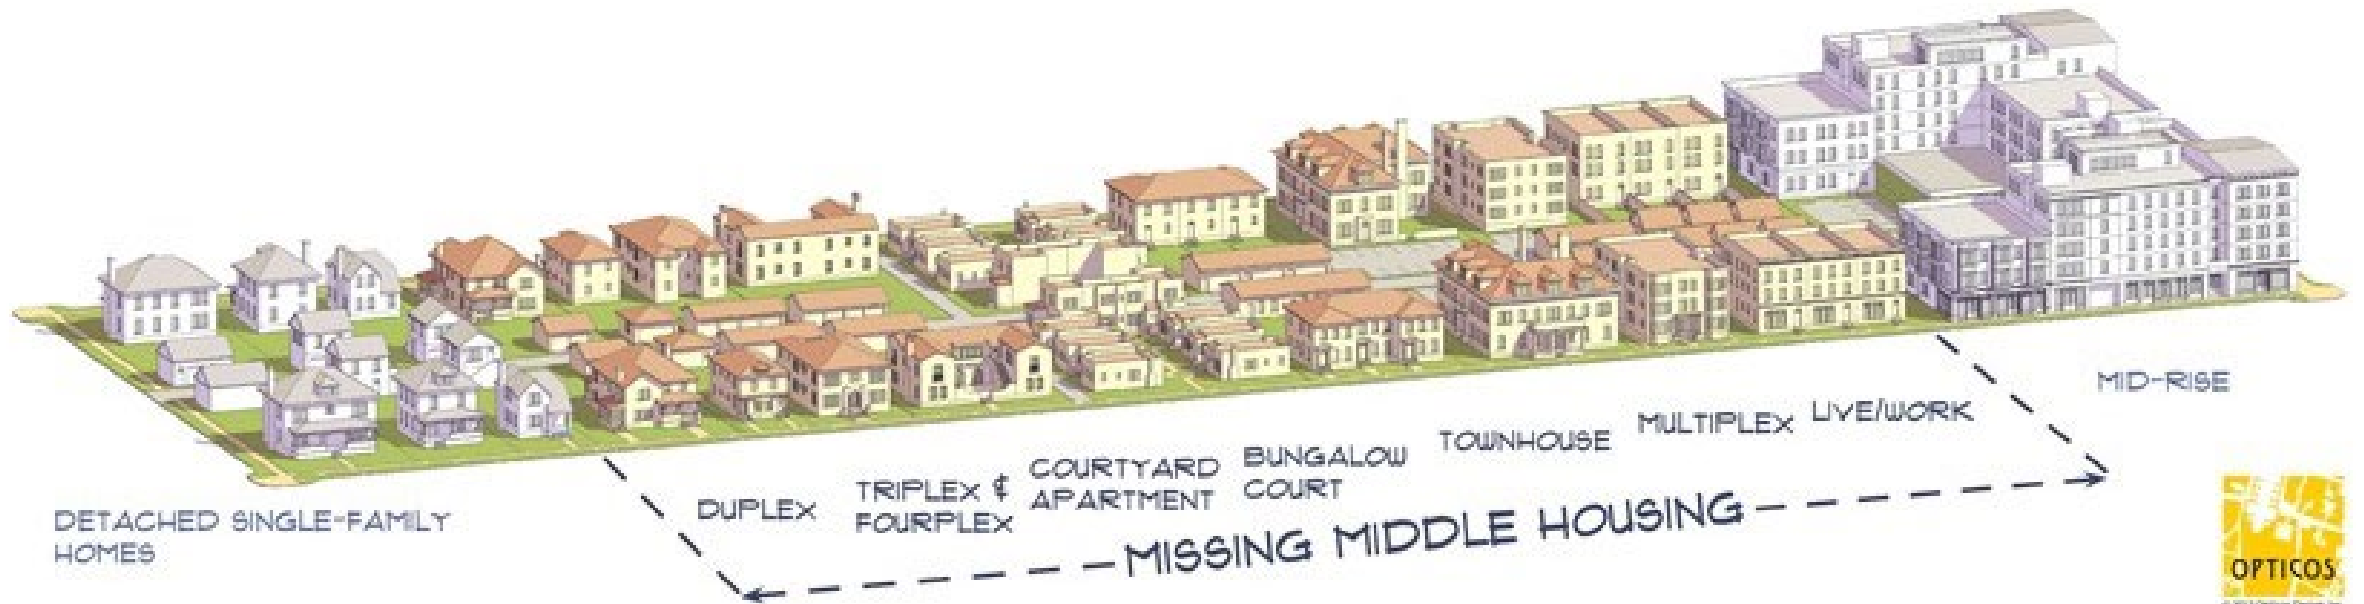 DETACHED SINGLE-FAMILY
HOMES
DUPLEX
TRIPLEX &
FOURPLEX
COURTYARD
APARTMENT
BUNGALOW
COURT
TOWNHOUSE
MULTIPLEX
LIVE/WORK
MID-RISE
MISSING MIDDLE HOUSING
OPTICOS